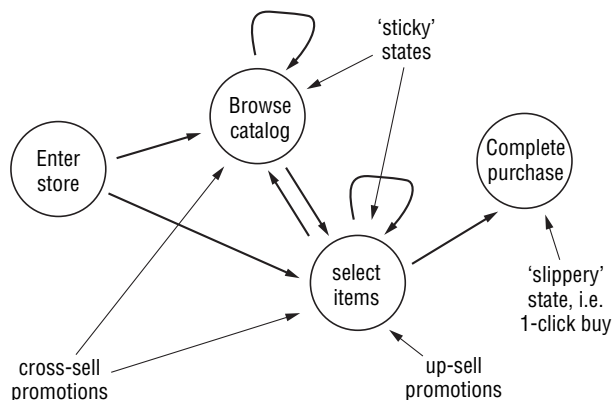 ‘sticky’
states
Browse
catalog
Enter
store
Complete
purchase
select
items
‘slippery’
state, i.e.
1-click buy
cross-sell
promotions
up-sell
promotions